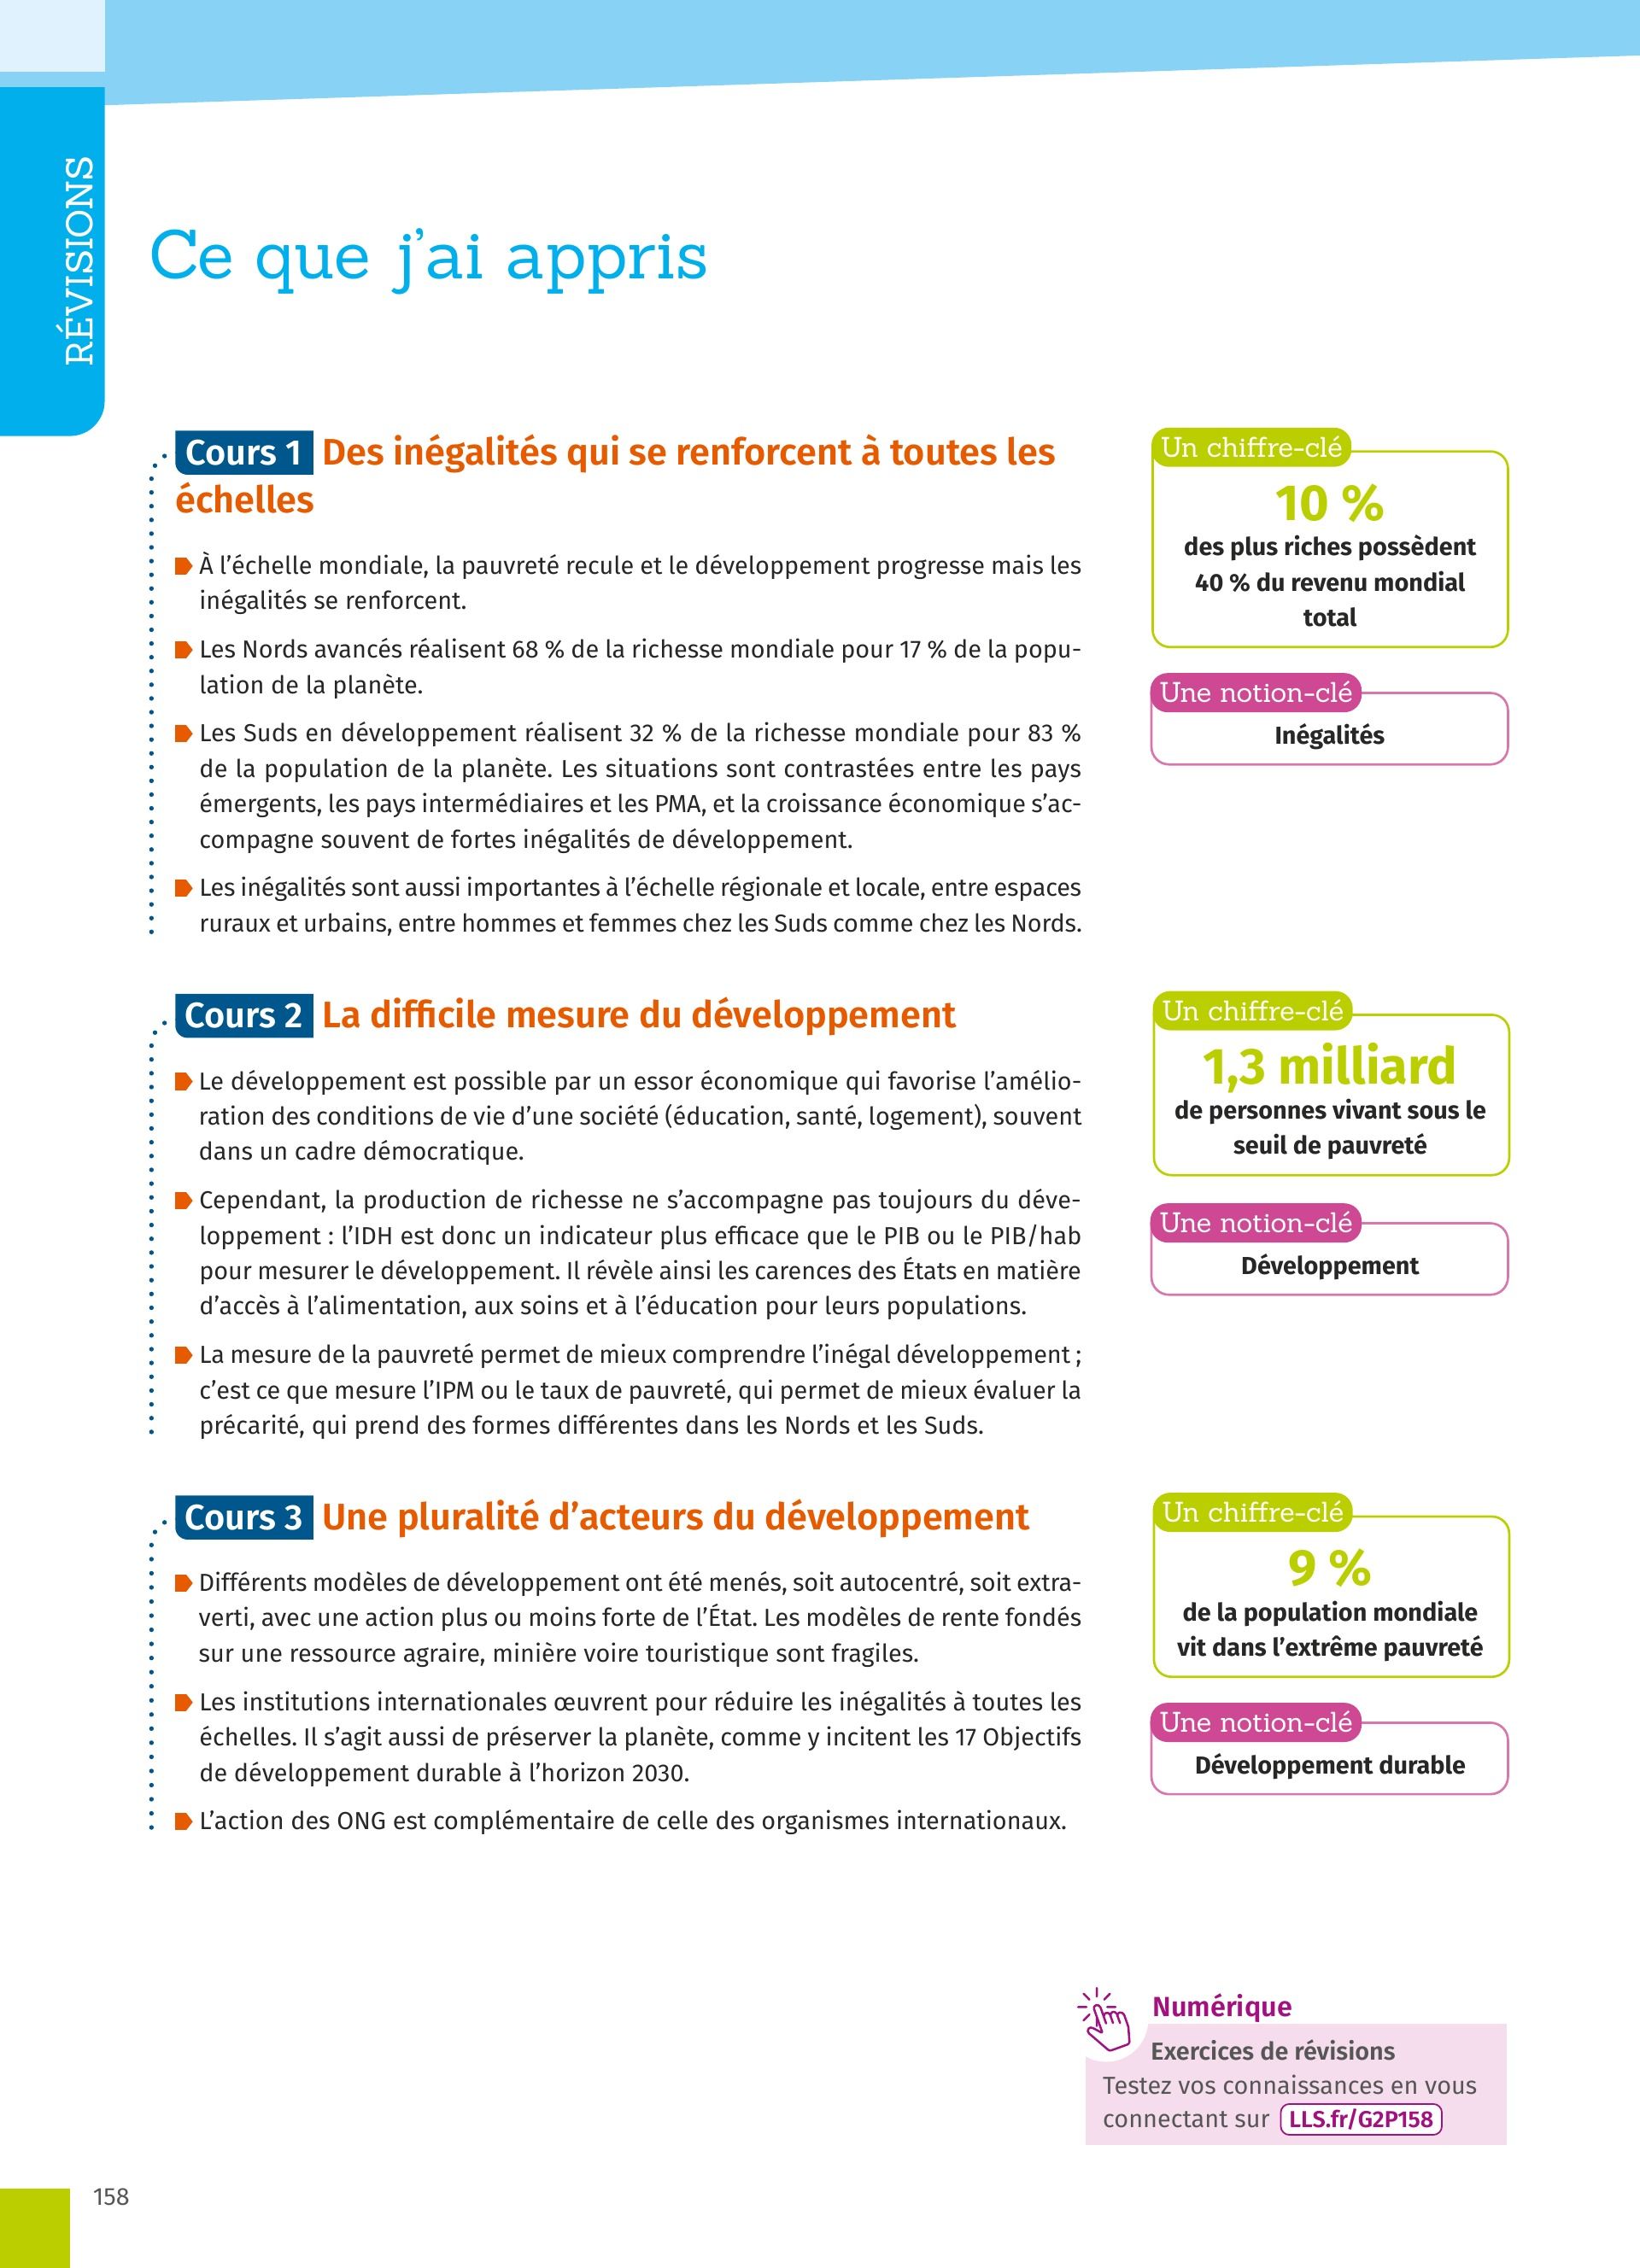 RÉVISIONS
Ce que j’ai appris
Cours 1 Des inégalités qui se renforcent à toutes les
échelles
À l’échelle mondiale, la pauvreté recule et le développement progresse mais les
inégalités se renforcent.
Les Nords avancés réalisent 68 % de la richesse mondiale pour 17 % de la popu-
lation de la planète.
Les Suds en développement réalisent 32 % de la richesse mondiale pour 83 %
de la population de la planète. Les situations sont contrastées entre les pays
émergents, les pays intermédiaires et les PMA, et la croissance économique s’ac-
compagne souvent de fortes inégalités de développement.
Les inégalités sont aussi importantes à l’échelle régionale et locale, entre espaces
ruraux et urbains, entre hommes et femmes chez les Suds comme chez les Nords.
Un chiffre-clé
10 %
des plus riches possèdent
40 % du revenu mondial
total
Une notion-clé
Inégalités
Cours 2 La difficile mesure du développement
Le développement est possible par un essor économique qui favorise l’amélio-
ration des conditions de vie d’une société (éducation, santé, logement), souvent
dans un cadre démocratique.
Cependant, la production de richesse ne s’accompagne pas toujours du déve-
loppement : l’IDH est donc un indicateur plus efficace que le PIB ou le PIB/hab
pour mesurer le développement. Il révèle ainsi les carences des États en matière
d’accès à l’alimentation, aux soins et à l’éducation pour leurs populations.
La mesure de la pauvreté permet de mieux comprendre l’inégal développement ;
c’est ce que mesure l’IPM ou le taux de pauvreté, qui permet de mieux évaluer la
précarité, qui prend des formes différentes dans les Nords et les Suds.
Un chiffre-clé
1,3 milliard
de personnes vivant sous le
seuil de pauvreté
Une notion-clé
Développement
Cours 3 Une pluralité d’acteurs du développement
Différents modèles de développement ont été menés, soit autocentré, soit extra-
verti, avec une action plus ou moins forte de l’État. Les modèles de rente fondés
sur une ressource agraire, minière voire touristique sont fragiles.
Les institutions internationales œuvrent pour réduire les inégalités à toutes les
échelles. Il s’agit aussi de préserver la planète, comme y incitent les 17 Objectifs
de développement durable à l’horizon 2030.
L’action des ONG est complémentaire de celle des organismes internationaux.
Un chiffre-clé
9 %
de la population mondiale
vit dans l’extrême pauvreté
Une notion-clé
Développement durable
Numérique
Exercices de révisions
Testez vos connaissances en vous
connectant sur LLS.fr/G2P158
158